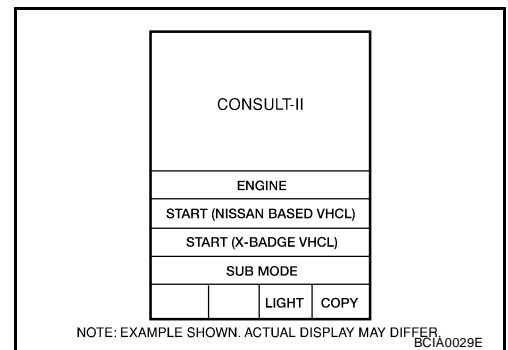 CONSULT-II
ENGINE
START (NISSAN BASED VHCL)
START (X-BADGE VHCL)
SUB MODE
LIGHT COPY
NOTE: EXAMPLE SHOWN. ACTUAL DISPLAY MAY DIFFER.
BCIA0029E